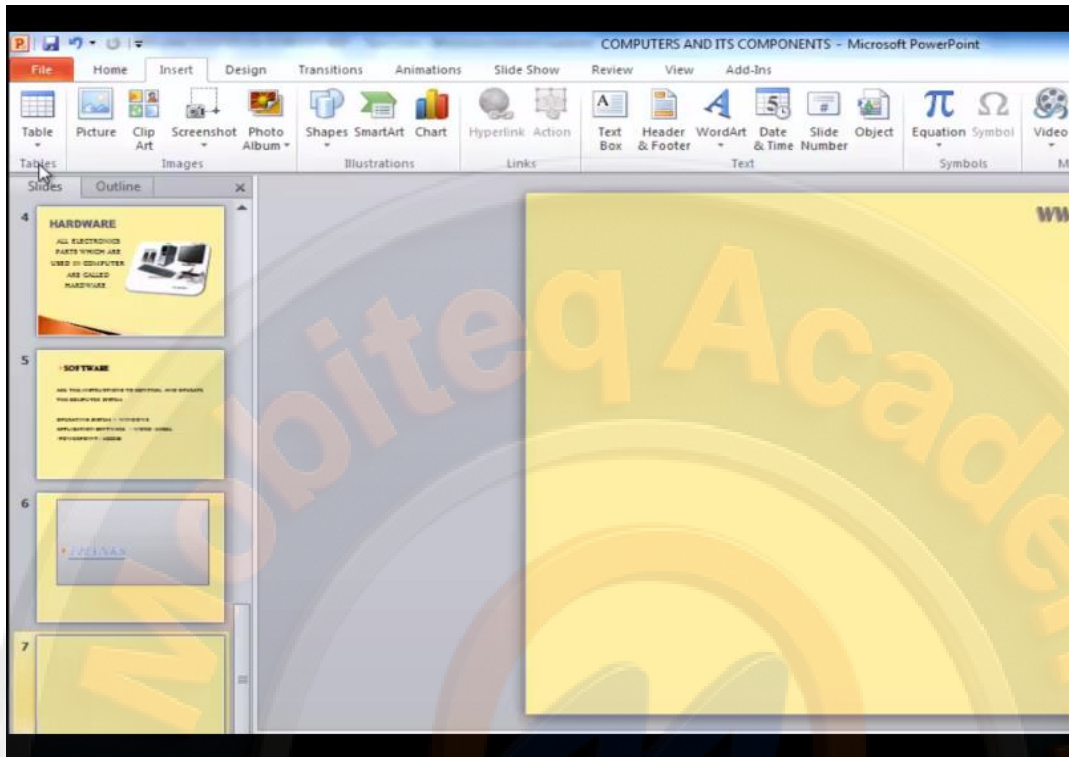 COMPUTERS AND ITS COMPONENTS - Microsoft PowerPoint
File Home Insert Design Transitions Animations Slide Show Review View Add-Ins
Table Picture Clip Art Screenshot Photo Album Shapes SmartArt Chart Hyperlink Action Text Box Header & Footer WordArt Date & Time Slide Number Object Equation Symbol Video
Tables Images Illustrations Links Text Symbols M
Slides Outline
4
HARDWARE
ALL ELECTRONICS
PARTS WHICH ARE
USED IN COMPUTER
ARE CALLED
HARDWARE
5
SOFTWARE
6
7
WW
Mobiteq Academ